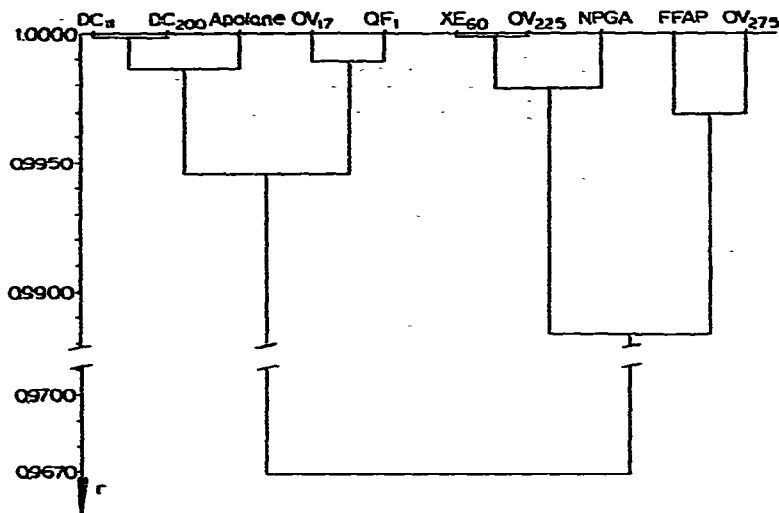 DC₁₁ DC₂₀₀ Apolane OV₁₇ QF₁ XE₆₀ OV₂₂₅ NPGA FFAP OV₂₇₅
1.0000
0.9950
0.9900
0.9700
0.9670
r